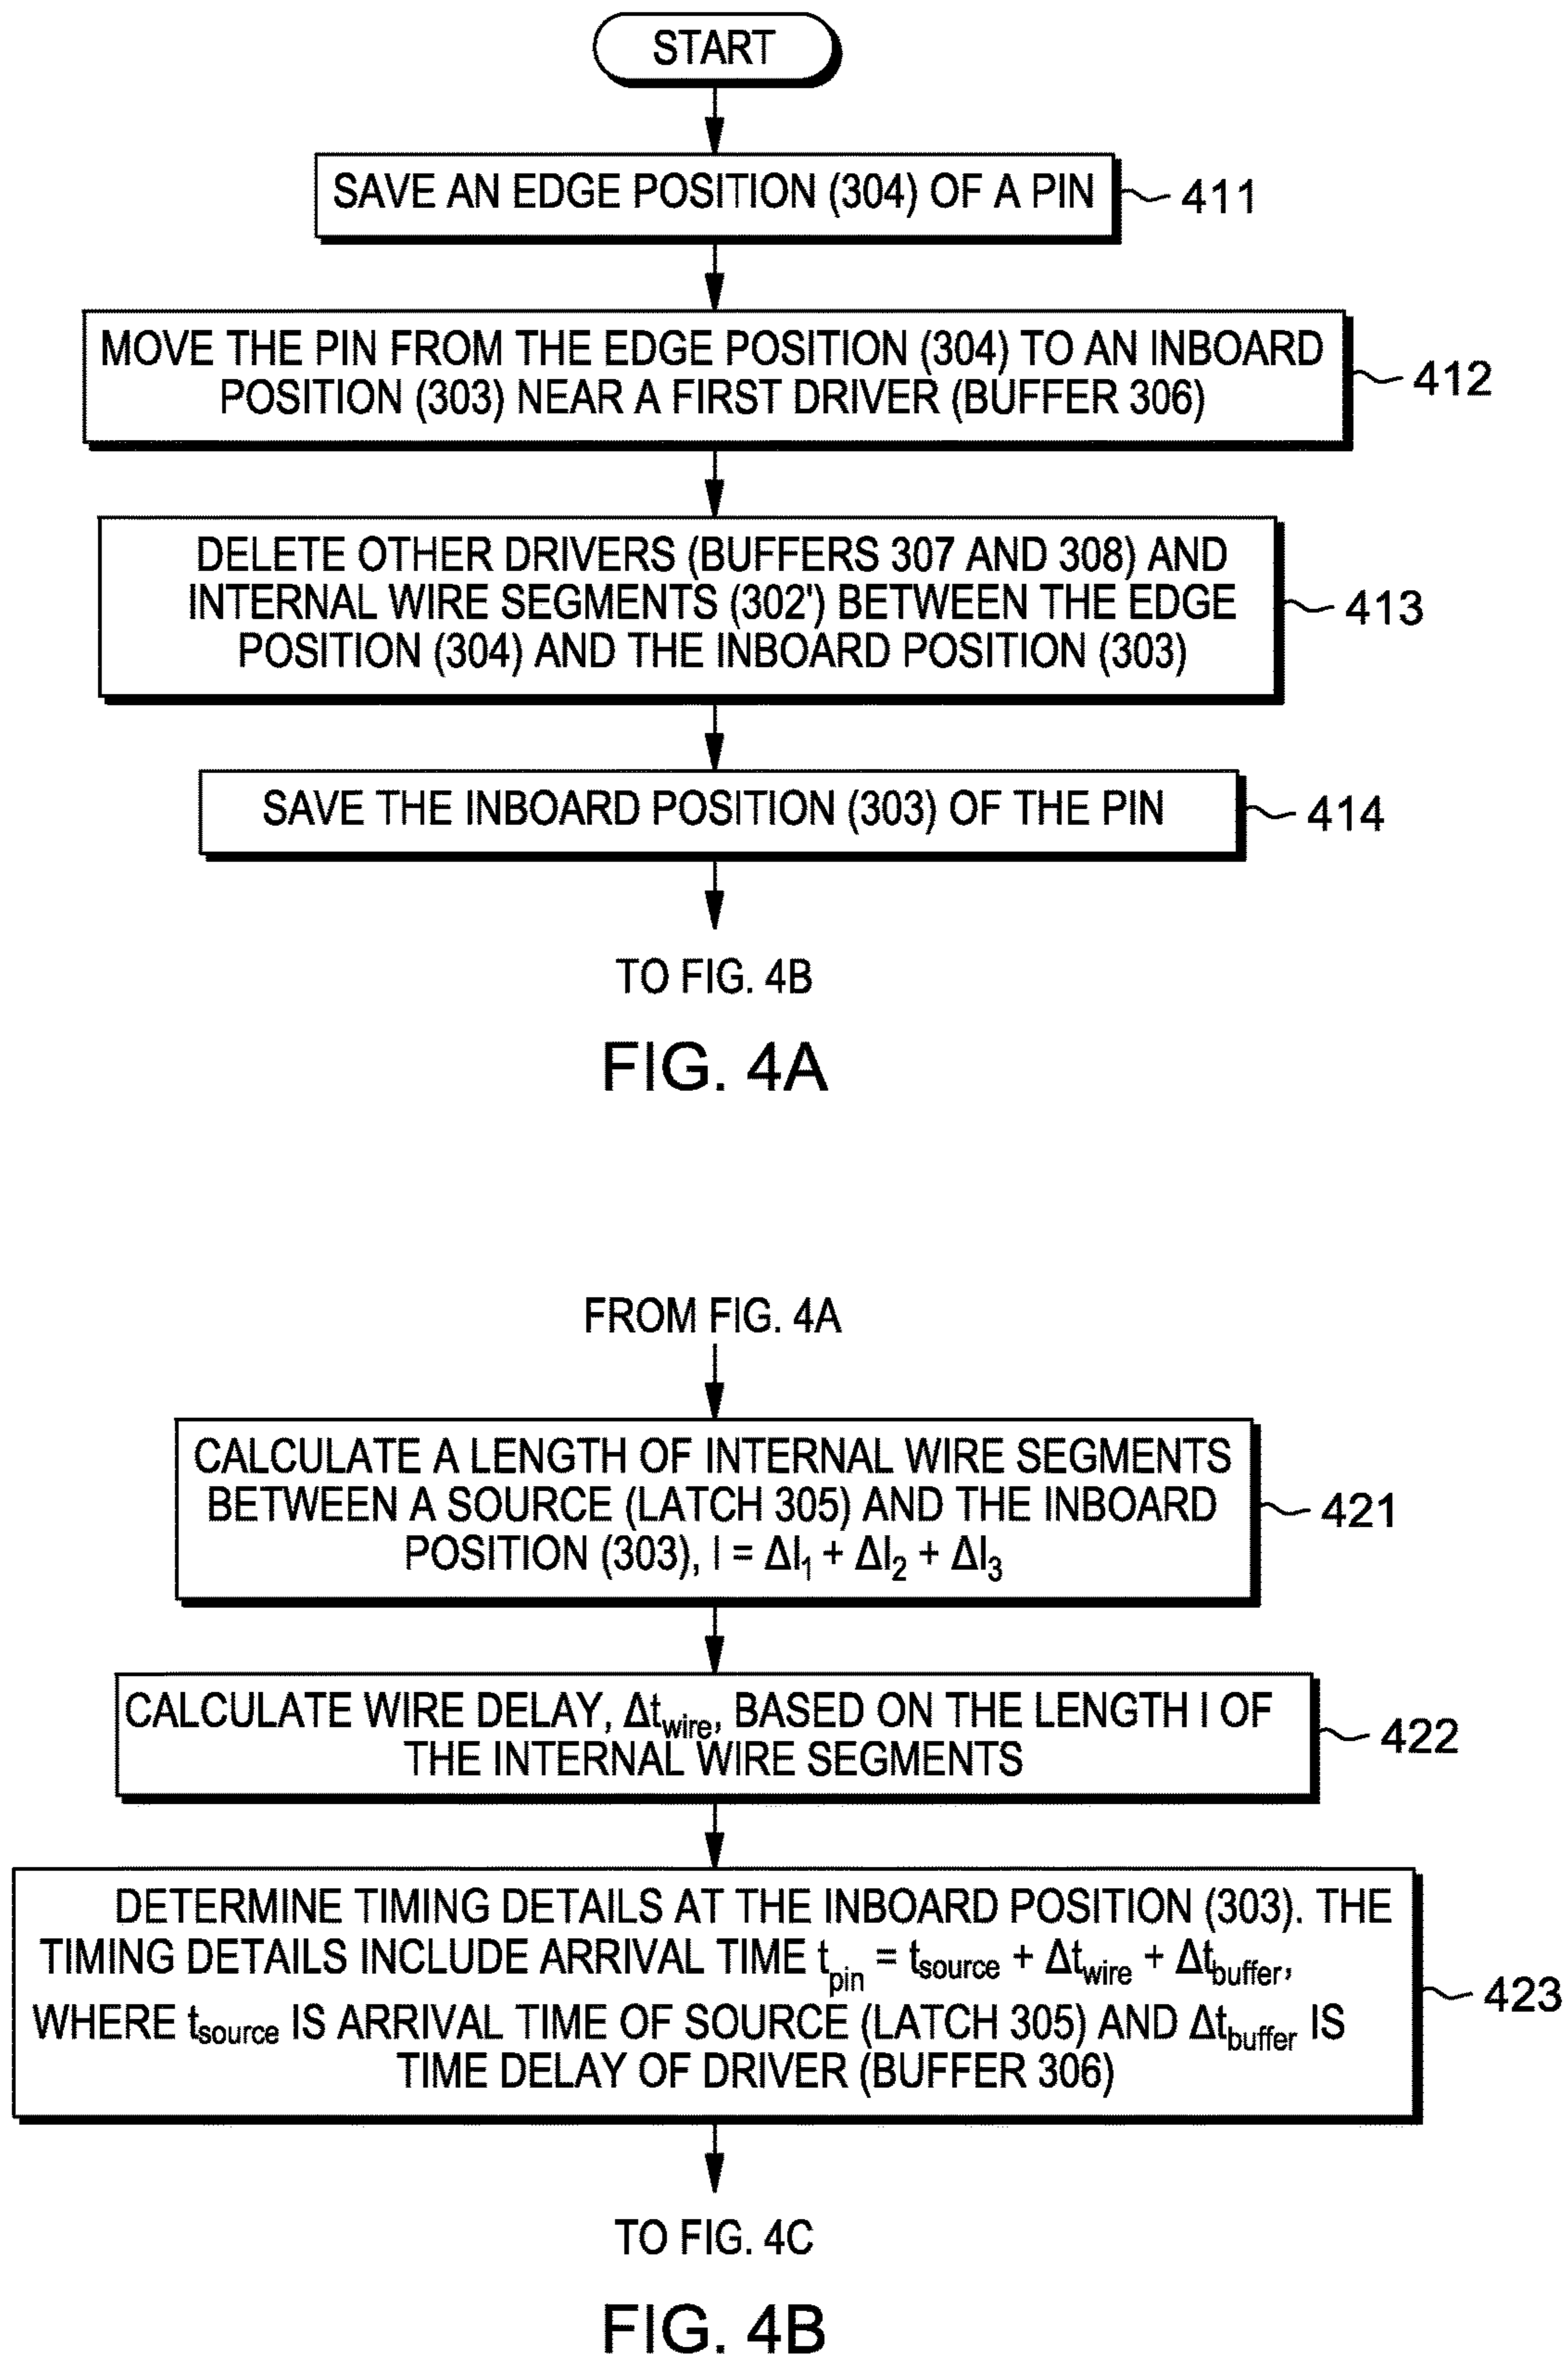 START
SAVE AN EDGE POSITION (304) OF A PIN
411
MOVE THE PIN FROM THE EDGE POSITION (304) TO AN INBOARD
POSITION (303) NEAR A FIRST DRIVER (BUFFER 306)
412
DELETE OTHER DRIVERS (BUFFERS 307 AND 308) AND
INTERNAL WIRE SEGMENTS (302') BETWEEN THE EDGE
POSITION (304) AND THE INBOARD POSITION (303)
413
SAVE THE INBOARD POSITION (303) OF THE PIN
414
TO FIG. 4B
FIG. 4A
FROM FIG. 4A
CALCULATE A LENGTH OF INTERNAL WIRE SEGMENTS
BETWEEN A SOURCE (LATCH 305) AND THE INBOARD
POSITION (303), l = Δl₁ + Δl₂ + Δl₃
421
CALCULATE WIRE DELAY, Δt_wire, BASED ON THE LENGTH l OF
THE INTERNAL WIRE SEGMENTS
422
DETERMINE TIMING DETAILS AT THE INBOARD POSITION (303). THE
TIMING DETAILS INCLUDE ARRIVAL TIME t_pin = t_source + Δt_wire + Δt_buffer,
WHERE t_source IS ARRIVAL TIME OF SOURCE (LATCH 305) AND Δt_buffer IS
TIME DELAY OF DRIVER (BUFFER 306)
423
TO FIG. 4C
FIG. 4B